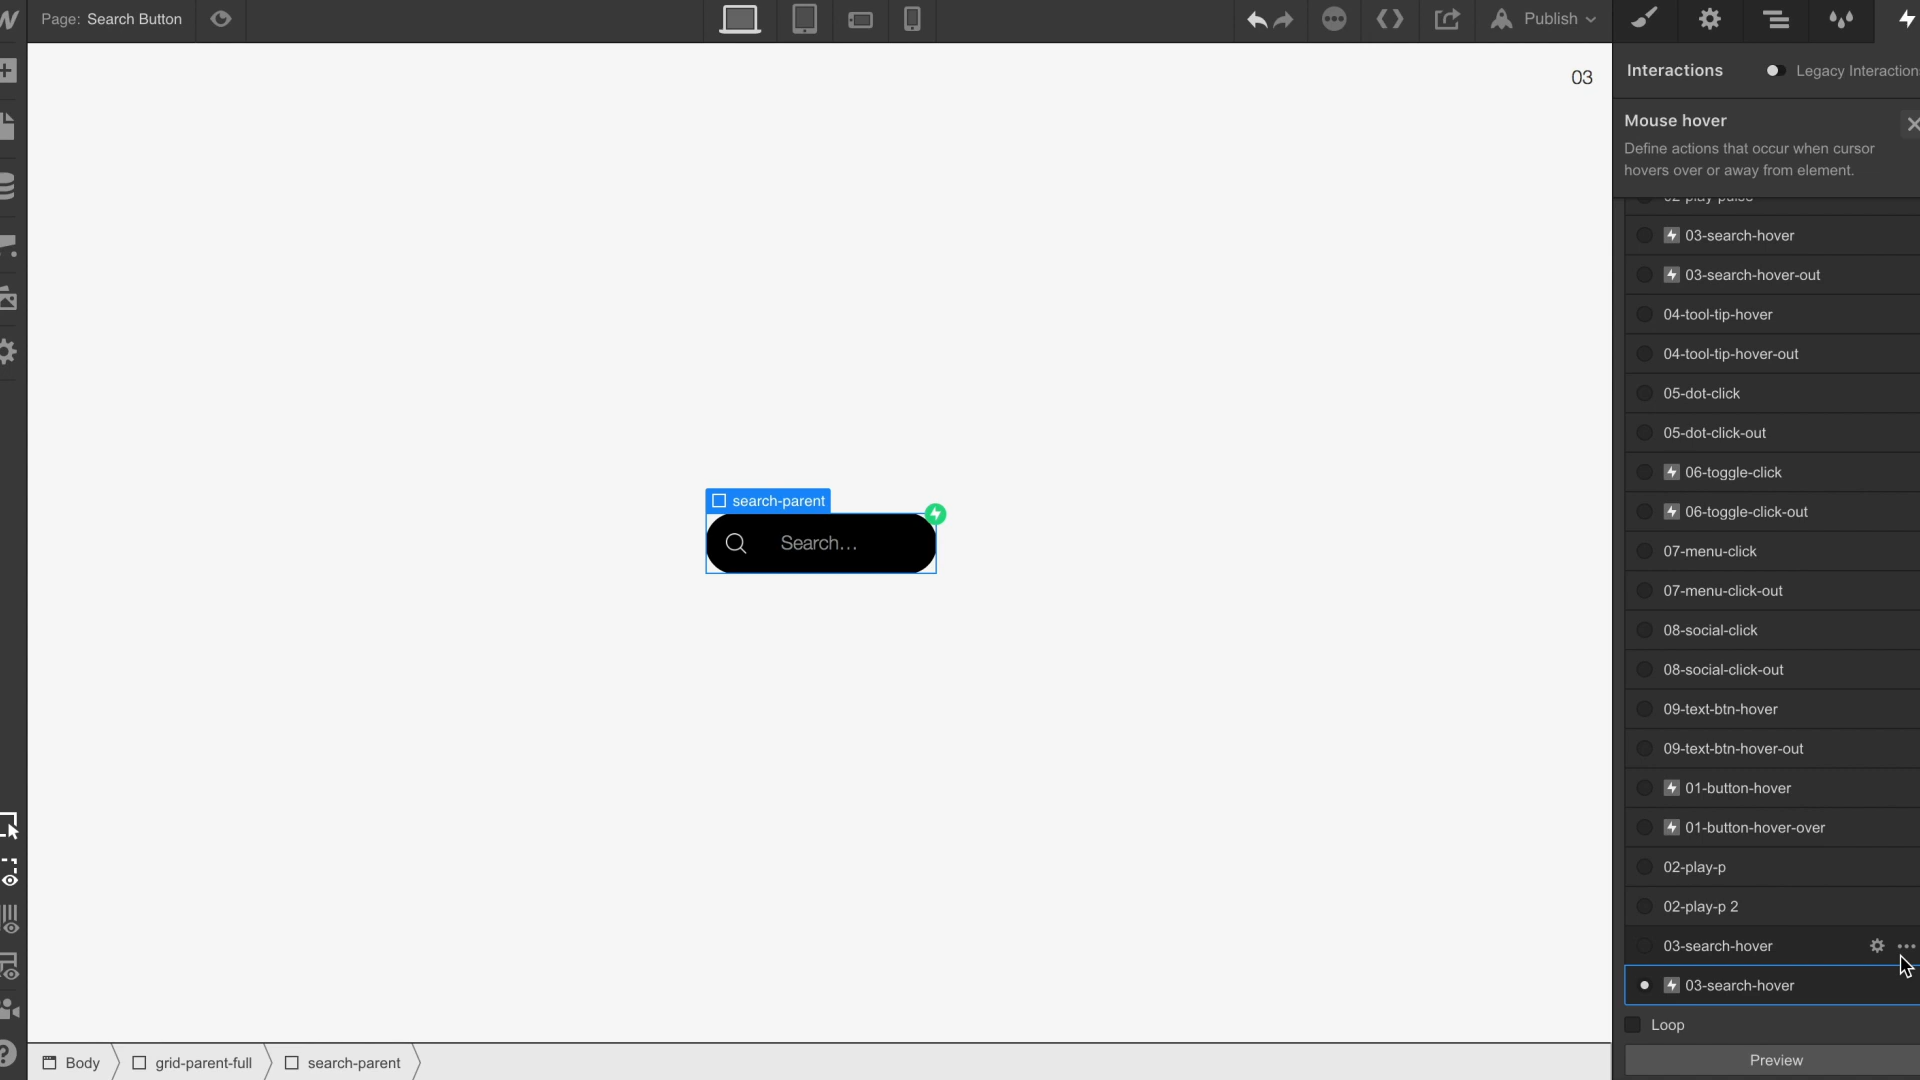 Page: Search Button
Publish
03
Interactions
Legacy Interaction
Mouse hover
Define actions that occur when cursor
hovers over or away from element.
02-play-pulse
03-search-hover
03-search-hover-out
04-tool-tip-hover
04-tool-tip-hover-out
05-dot-click
05-dot-click-out
06-toggle-click
06-toggle-click-out
07-menu-click
07-menu-click-out
08-social-click
08-social-click-out
09-text-btn-hover
09-text-btn-hover-out
01-button-hover
01-button-hover-over
02-play-p
02-play-p 2
03-search-hover
03-search-hover
Loop
Preview
search-parent
Search...
Body
grid-parent-full
search-parent